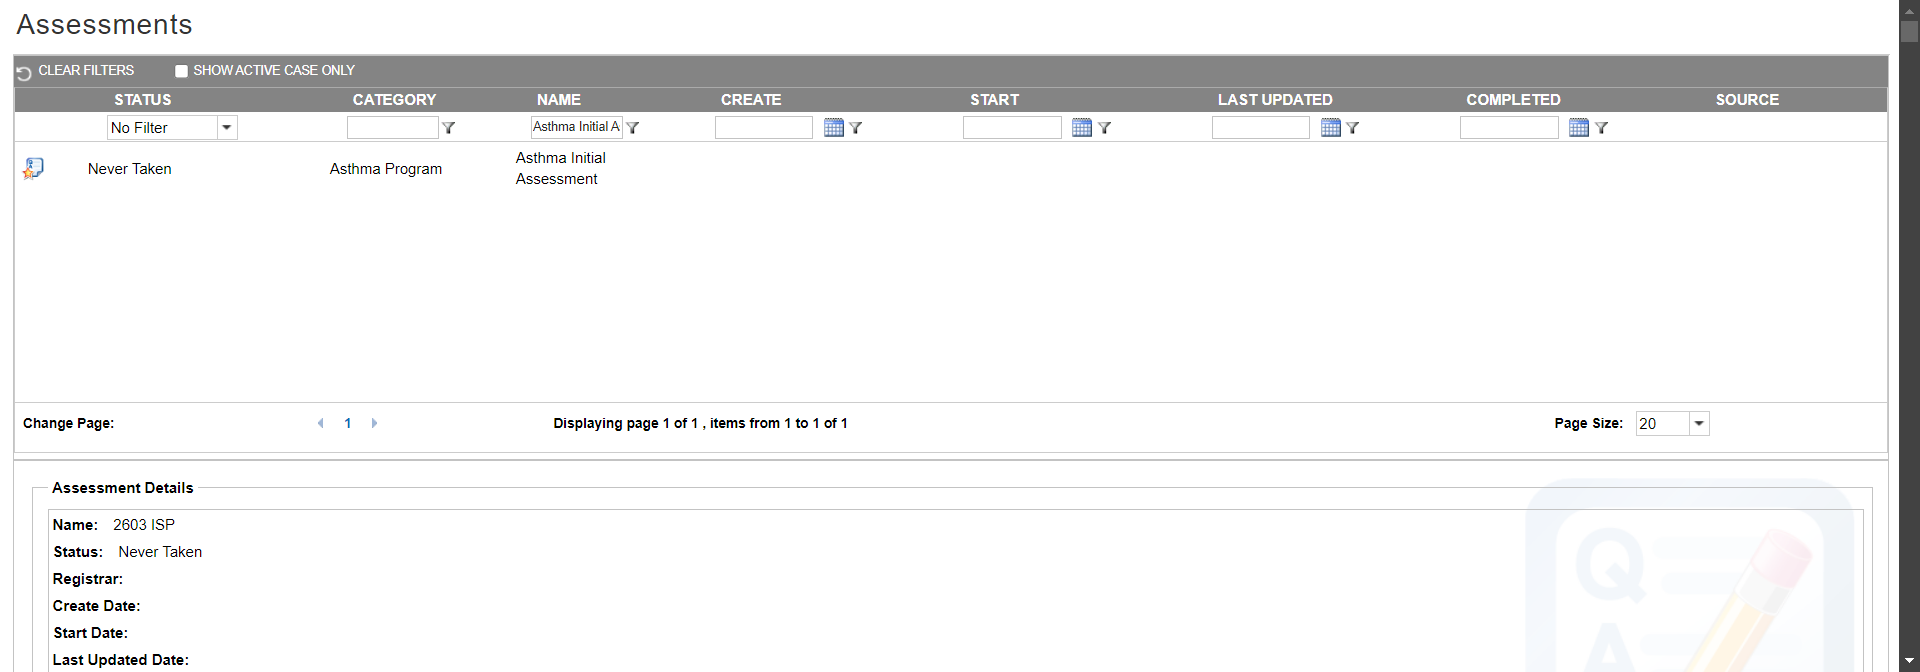 Assessments
CLEAR FILTERS SHOW ACTIVE CASE ONLY
STATUS CATEGORY NAME CREATE START LAST UPDATED COMPLETED SOURCE
No Filter Asthma Initial A
Never Taken Asthma Program Asthma Initial
Assessment
Change Page: 1 Displaying page 1 of 1 , items from 1 to 1 of 1 Page Size: 20
Assessment Details
Name: 2603 ISP
Status: Never Taken
Registrar:
Create Date:
Start Date:
Last Updated Date:
Q
A